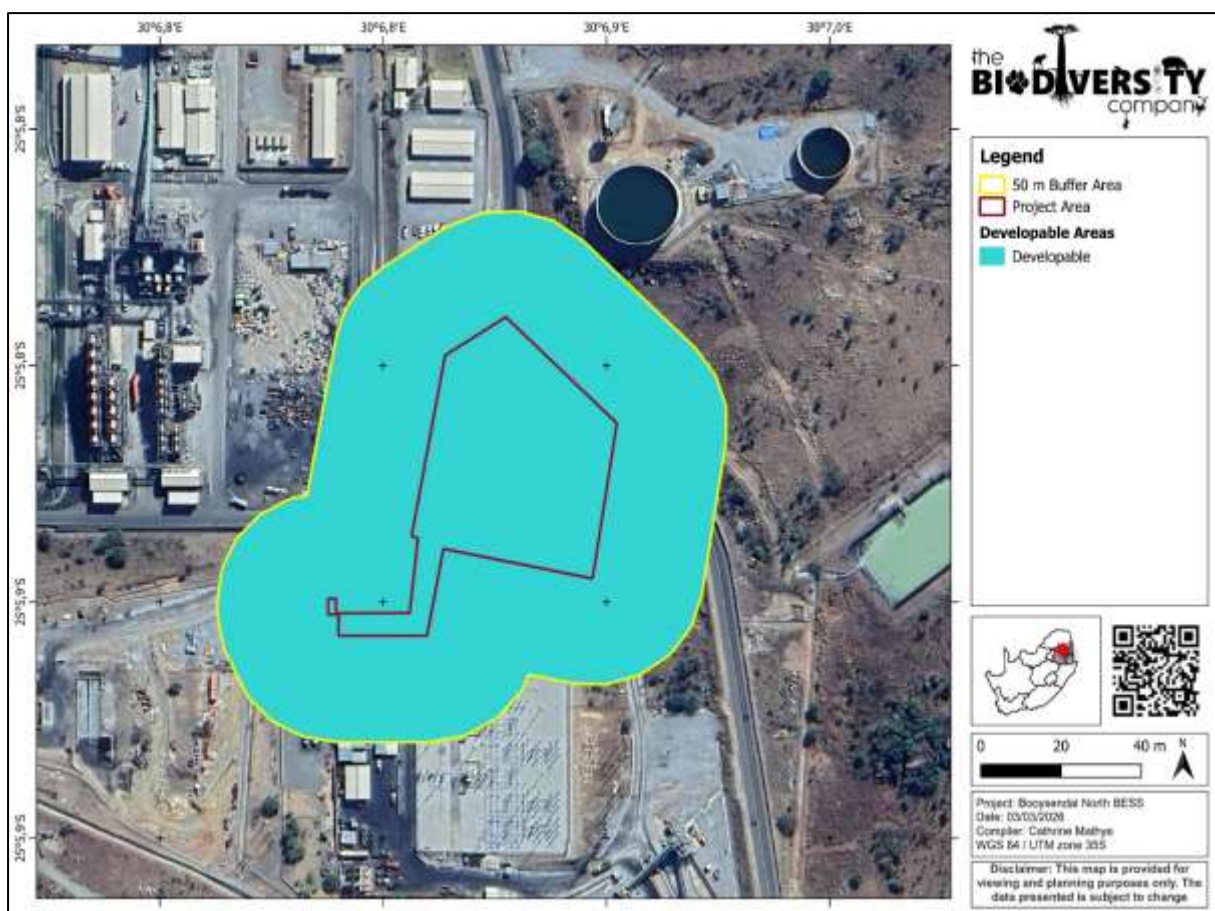 30°6,8'E 30°6,8'E 30°6,9'E 30°7,0'E
25°5,8'S
25°5,8'S
25°5,9'S
25°5,9'S
the
BIODIVERSITY
company
Legend
50 m Buffer Area
Project Area
Developable Areas
Developable
0 20 40 m
N
Project: Booysendal North BESS
Date: 03/03/2026
Compiler: Cathrine Mathye
WGS 84 / UTM zone 35S
Disclaimer: This map is provided for
viewing and planning purposes only. The
data presented is subject to change